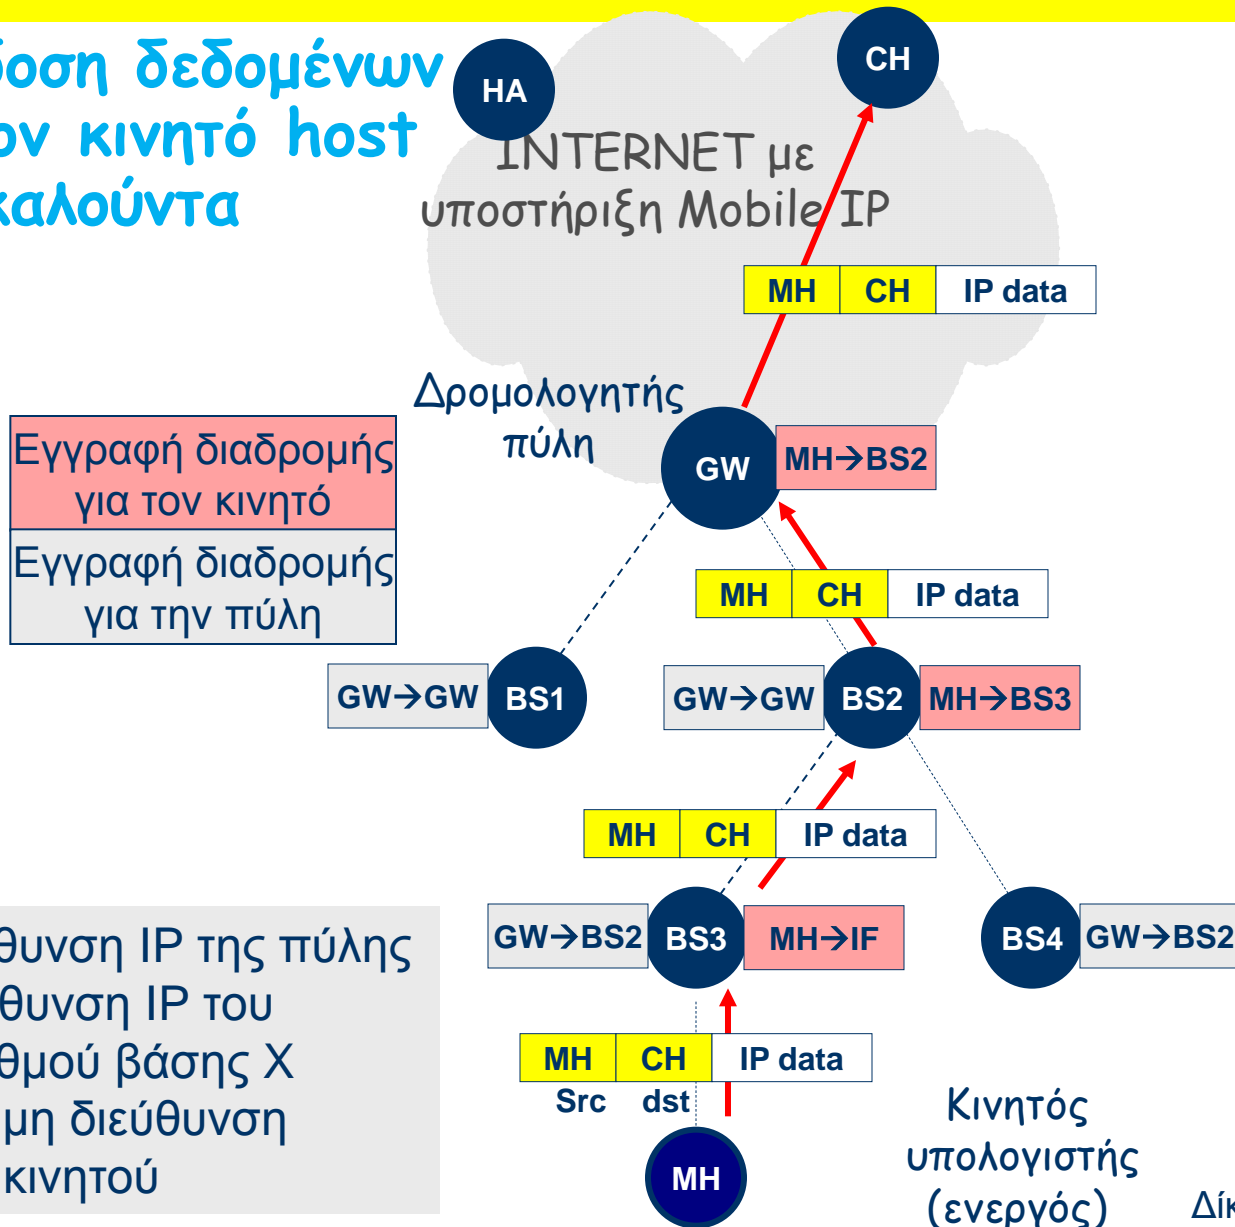 δοση δεδομένων
ον κινητό host
καλούντα
HA
CH
INTERNET με
υποστήριξη Mobile IP
MH CH IP data
Δρομολογητής
πύλη
GW
MH→BS2
Εγγραφή διαδρομής
για τον κινητό
Εγγραφή διαδρομής
για την πύλη
MH CH IP data
GW→GW BS1
GW→GW BS2 MH→BS3
MH CH IP data
GW→BS2 BS3 MH→IF
BS4 GW→BS2
θυνση IP της πύλης
θυνση IP του
θμού βάσης X
μη διεύθυνση
κινητού
MH CH IP data
Src dst
MH
Κινητός
υπολογιστής
(ενεργός)
Δίκ